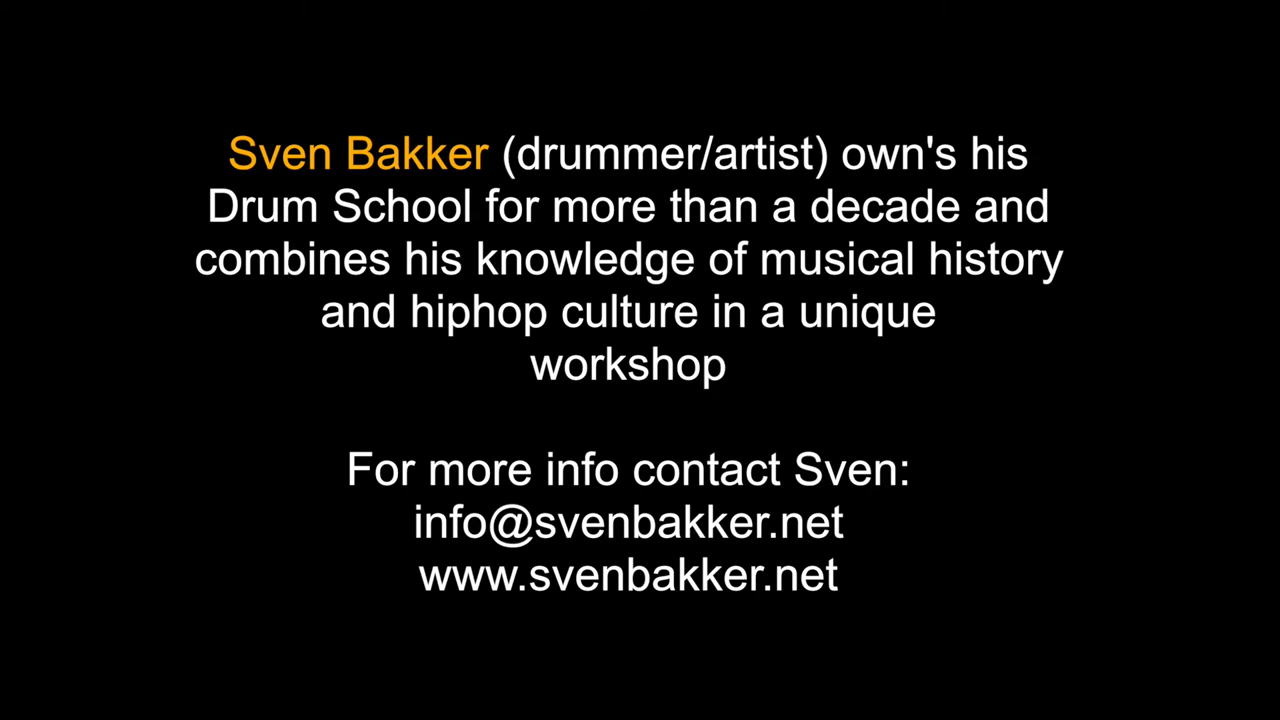 Sven Bakker (drummer/artist) own's his
Drum School for more than a decade and
combines his knowledge of musical history
and hiphop culture in a unique
workshop
For more info contact Sven:
info@svenbakker.net
www.svenbakker.net